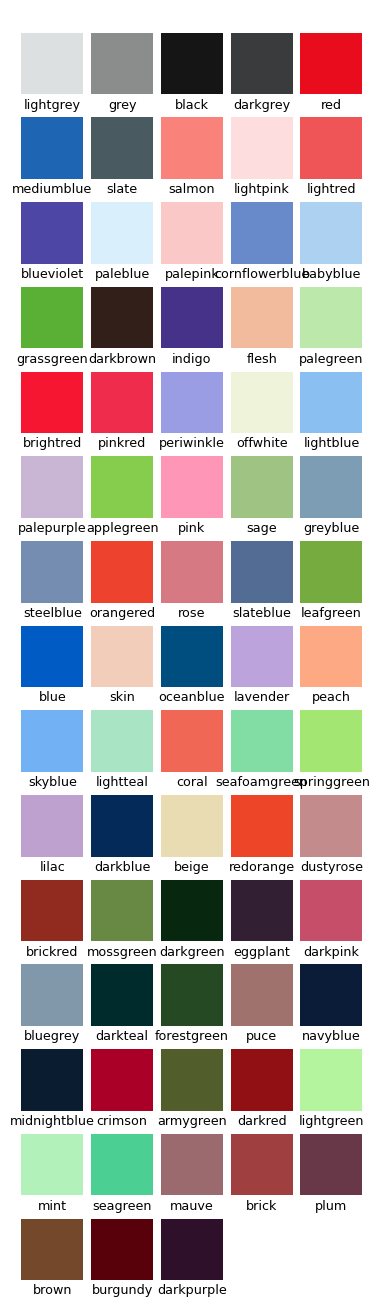 lightgrey grey black darkgrey red
mediumblue slate salmon lightpink lightred
blueviolet paleblue palepink cornflowerblue babyblue
grassgreen darkbrown indigo flesh palegreen
brightred pinkred periwinkle offwhite lightblue
palepurple applegreen pink sage greyblue
steelblue orangered rose slateblue leafgreen
blue skin oceanblue lavender peach
skyblue lightteal coral seafoamgreen springgreen
lilac darkblue beige redorange dustyrose
brickred mossgreen darkgreen eggplant darkpink
bluegrey darkteal forestgreen puce navyblue
midnightblue crimson armygreen darkred lightgreen
mint seagreen mauve brick plum
brown burgundy darkpurple